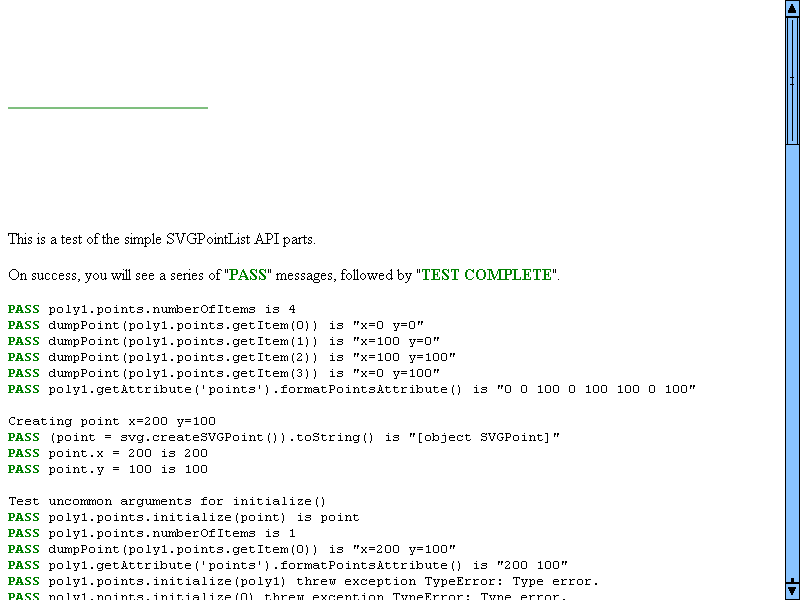 This is a test of the simple SVGPointList API parts.
On success, you will see a series of "PASS" messages, followed by "TEST COMPLETE".
PASS poly1.points.numberOfItems is 4
PASS dumpPoint(poly1.points.getItem(0)) is "x=0 y=0"
PASS dumpPoint(poly1.points.getItem(1)) is "x=100 y=0"
PASS dumpPoint(poly1.points.getItem(2)) is "x=100 y=100"
PASS dumpPoint(poly1.points.getItem(3)) is "x=0 y=100"
PASS poly1.getAttribute('points').formatPointsAttribute() is "0 0 100 0 100 100 0 100"
Creating point x=200 y=100
PASS (point = svg.createSVGPoint()).toString() is "[object SVGPoint]"
PASS point.x = 200 is 200
PASS point.y = 100 is 100
Test uncommon arguments for initialize()
PASS poly1.points.initialize(point) is point
PASS poly1.points.numberOfItems is 1
PASS dumpPoint(poly1.points.getItem(0)) is "x=200 y=100"
PASS poly1.getAttribute('points').formatPointsAttribute() is "200 100"
PASS poly1.points.initialize(poly1) threw exception TypeError: Type error.
PASS poly1.points.initialize(0) threw exception TypeError: Type error.